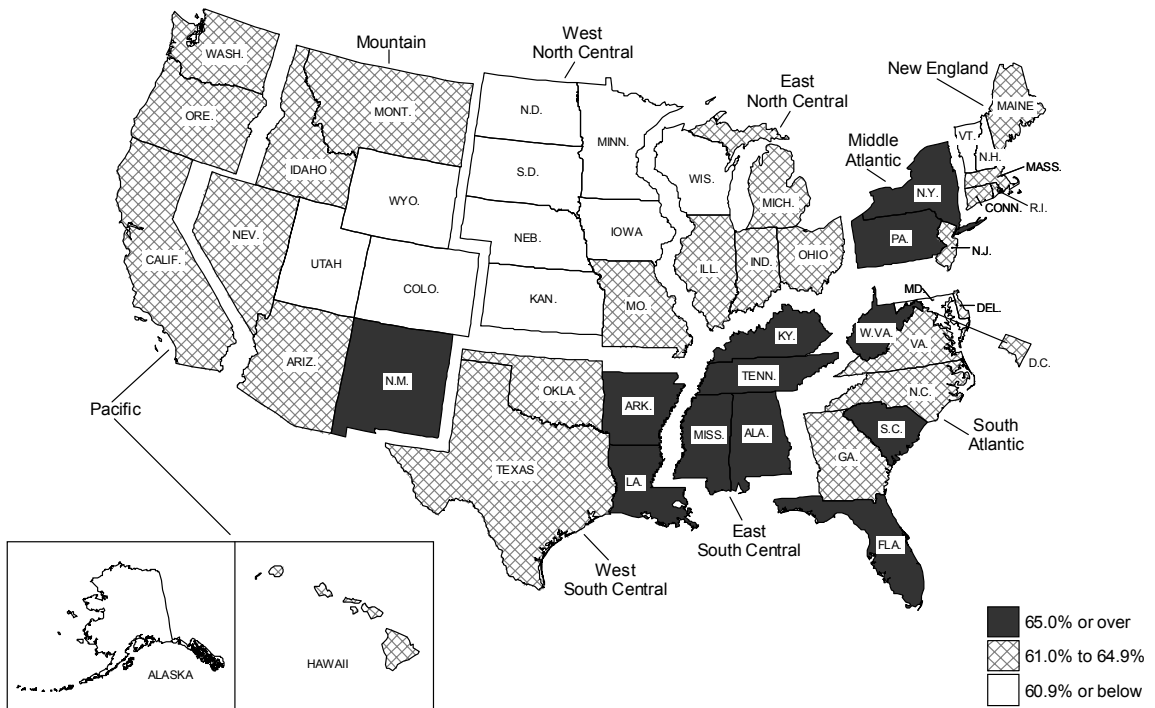 West
North Central
Mountain
East
North Central
New England
Middle
Atlantic
WASH.
MONT.
ORE.
IDAHO
N.D.
MINN.
S.D.
WIS.
MICH.
MAINE
VT.
N.H.
MASS.
N.Y.
CONN.
R.I.
WYO.
NEB.
IOWA
PA.
N.J.
NEV.
CALIF.
UTAH
COLO.
KAN.
MO.
ILL.
IND.
OHIO
MD.
DEL.
W.VA.
VA.
D.C.
KY.
ARIZ.
N.M.
OKLA.
ARK.
TENN.
N.C.
S.C.
Pacific
TEXAS
LA.
MISS.
ALA.
GA.
South
Atlantic
FLA.
East
South Central
West
South Central
ALASKA
HAWAII
65.0% or over
61.0% to 64.9%
60.9% or below